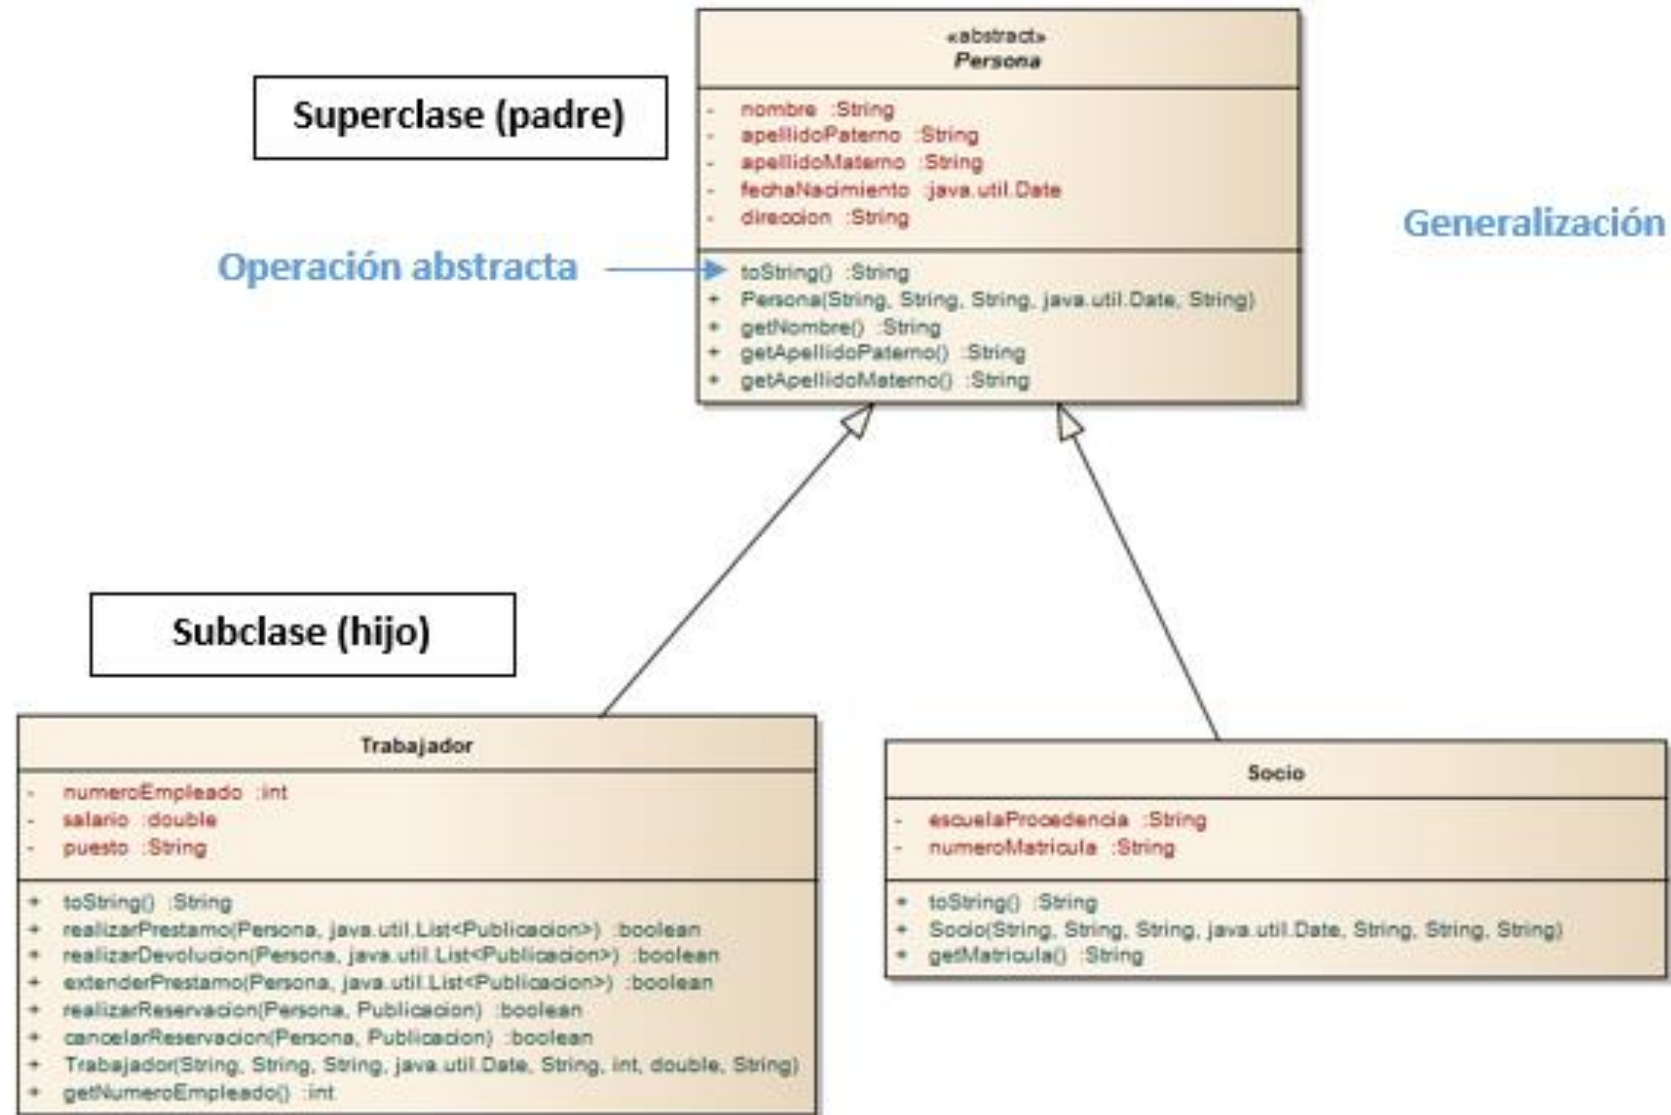 «abstract»
Persona
Superclase (padre)
- nombre :String
- apellidoPaterno :String
- apellidoMaterno :String
- fechaNacimiento :java.util.Date
- direccion :String
Generalización
Operación abstracta
toString() :String
+ Persona(String, String, String, java.util.Date, String)
+ getNombre() :String
+ getApellidoPaterno() :String
+ getApellidoMaterno() :String
Subclase (hijo)
Trabajador
- numeroEmpleado :int
- salario :double
- puesto :String
+ toString() :String
+ realizarPrestamo(Persona, java.util.List<Publicacion>) :boolean
+ realizarDevolucion(Persona, java.util.List<Publicacion>) :boolean
+ extenderPrestamo(Persona, java.util.List<Publicacion>) :boolean
+ realizarReservacion(Persona, Publicacion) :boolean
+ cancelarReservacion(Persona, Publicacion) :boolean
+ Trabajador(String, String, String, java.util.Date, String, int, double, String)
+ getNumeroEmpleado() :int
Socio
- escuelaProcedencia :String
- numeroMatricula :String
+ toString() :String
+ Socio(String, String, String, java.util.Date, String, String, String)
+ getMatricula() :String